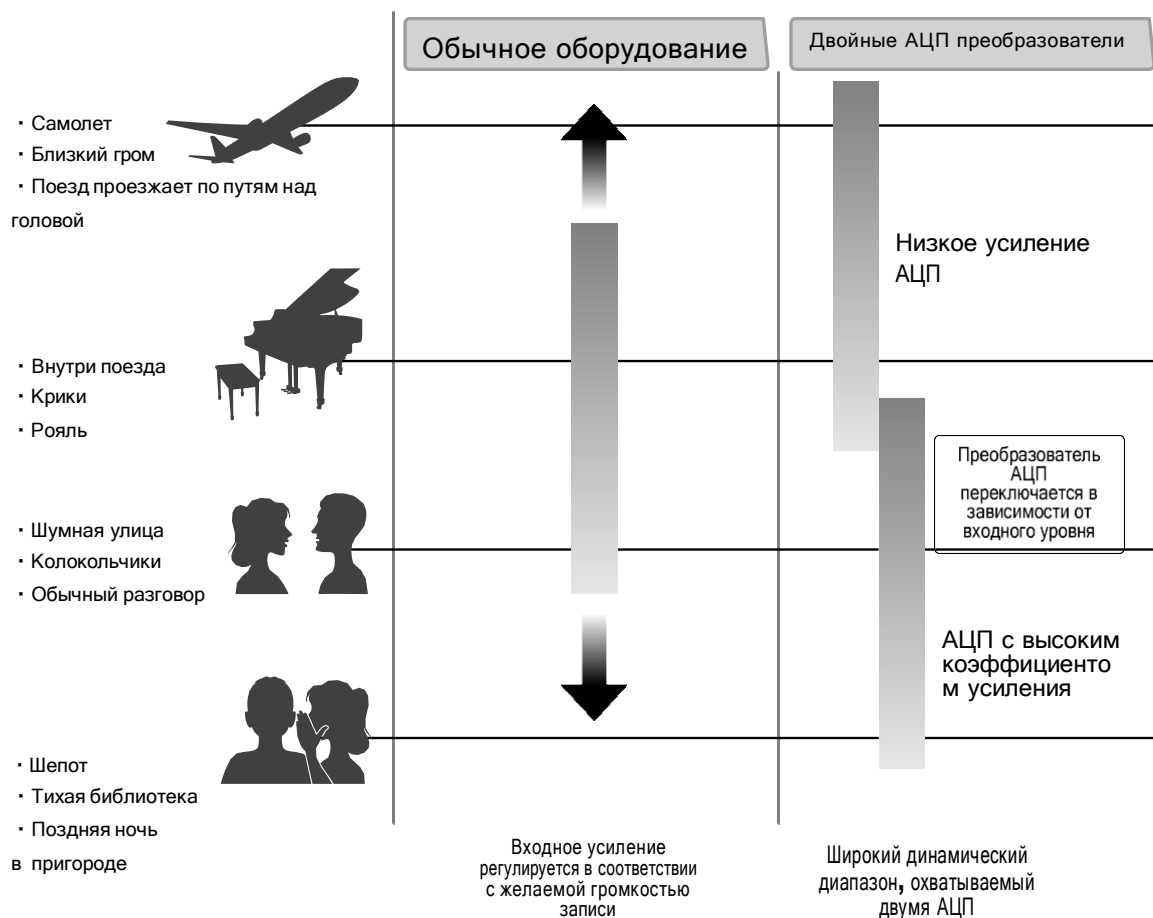 Обычное оборудование
Двойные АЦП преобразователи
· Самолет
· Близкий гром
· Поезд проезжает по путям над
головой
Низкое усиление
АЦП
· Внутри поезда
· Крики
· Рояль
Преобразователь
АЦП
переключается в
зависимости от
входного уровня
· Шумная улица
· Колокольчики
· Обычный разговор
АЦП с высоким
коэффициенто
м усиления
· Шепот
· Тихая библиотека
· Поздняя ночь
в пригороде
Входное усиление
регулируется в соответствии
с желаемой громкостью
записи
Широкий динамический
диапазон, охватываемый
двумя АЦП